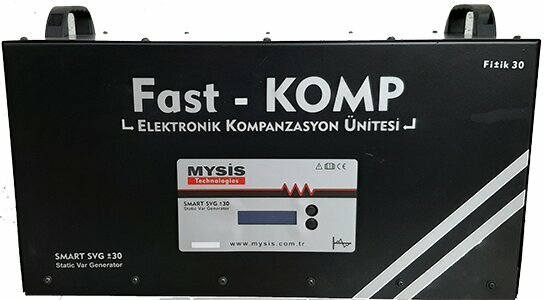 Fi±ik 30
Fast - KOMP
ELEKTRONİK KOMPANZASYON ÜNİTESİ
MYSİS
Technologies
CE
SMART SVG ±30
Static Var Generator
www.mysis.com.tr
SMART SVG ±30
Static Var Generator